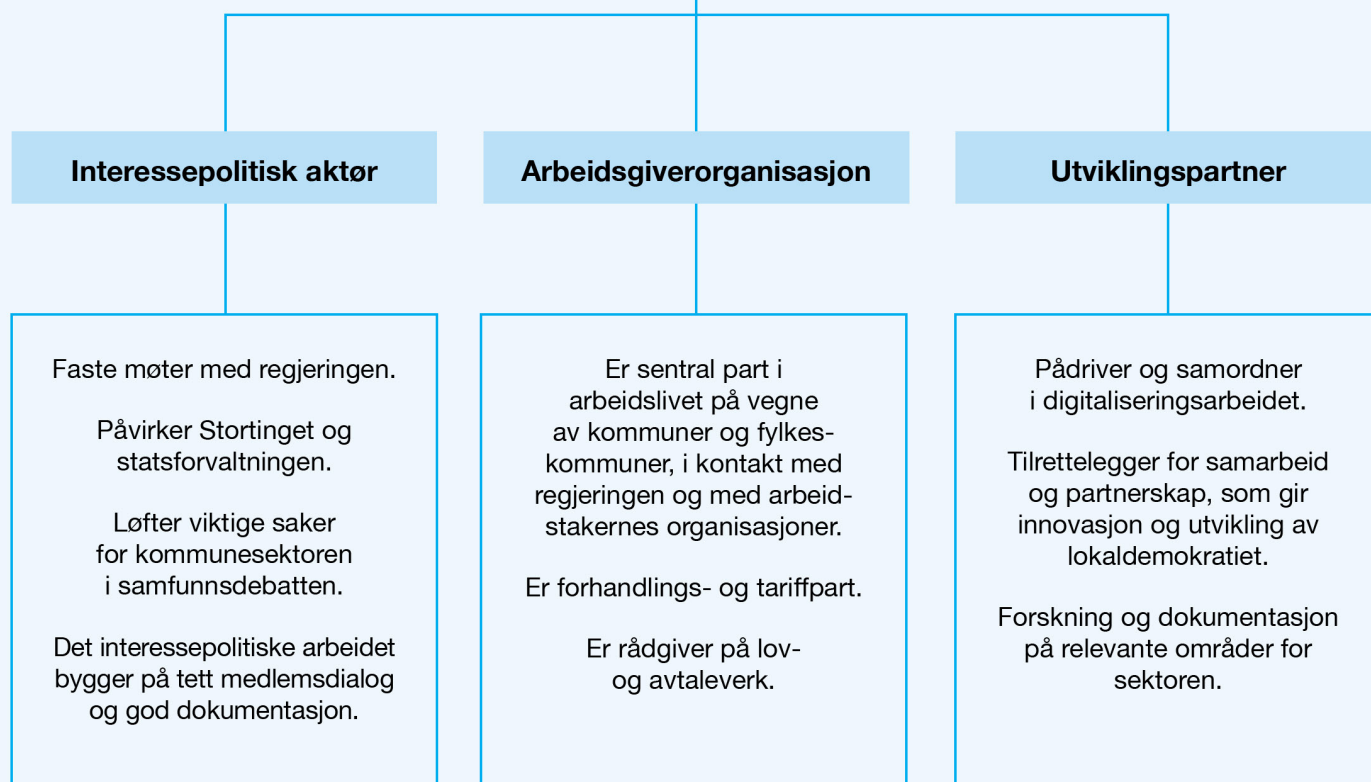 Interessepolitisk aktør
Faste møter med regjeringen.
Påvirker Stortinget og
statsforvaltningen.
Løfter viktige saker
for kommunesektoren
i samfunnsdebatten.
Det interessepolitiske arbeidet
bygger på tett medlemsdialog
og god dokumentasjon.
Arbeidsgiverorganisasjon
Er sentral part i
arbeidslivet på vegne
av kommuner og fylkes-
kommuner, i kontakt med
regjeringen og med arbeid-
stakernes organisasjoner.
Er forhandlings- og tariffpart.
Er rådgiver på lov-
og avtaleverk.
Utviklingspartner
Pådriver og samordner
i digitaliseringsarbeidet.
Tilrettelegger for samarbeid
og partnerskap, som gir
innovasjon og utvikling av
lokaldemokratiet.
Forskning og dokumentasjon
på relevante områder for
sektoren.